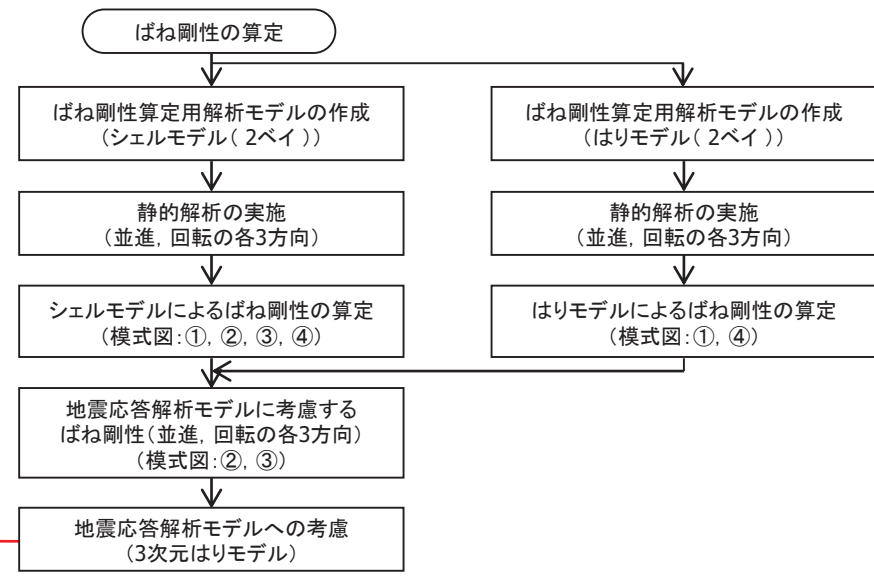 ばね剛性の算定
ばね剛性算定用解析モデルの作成
（シェルモデル（2ベイ））
ばね剛性算定用解析モデルの作成
（はりモデル（2ベイ））
静的解析の実施
（並進，回転の各3方向）
静的解析の実施
（並進，回転の各3方向）
シェルモデルによるばね剛性の算定
（模式図：①，②，③，④）
はりモデルによるばね剛性の算定
（模式図：①，④）
地震応答解析モデルに考慮する
ばね剛性（並進，回転の各3方向）
（模式図：②，③）
地震応答解析モデルへの考慮
（3次元はりモデル）